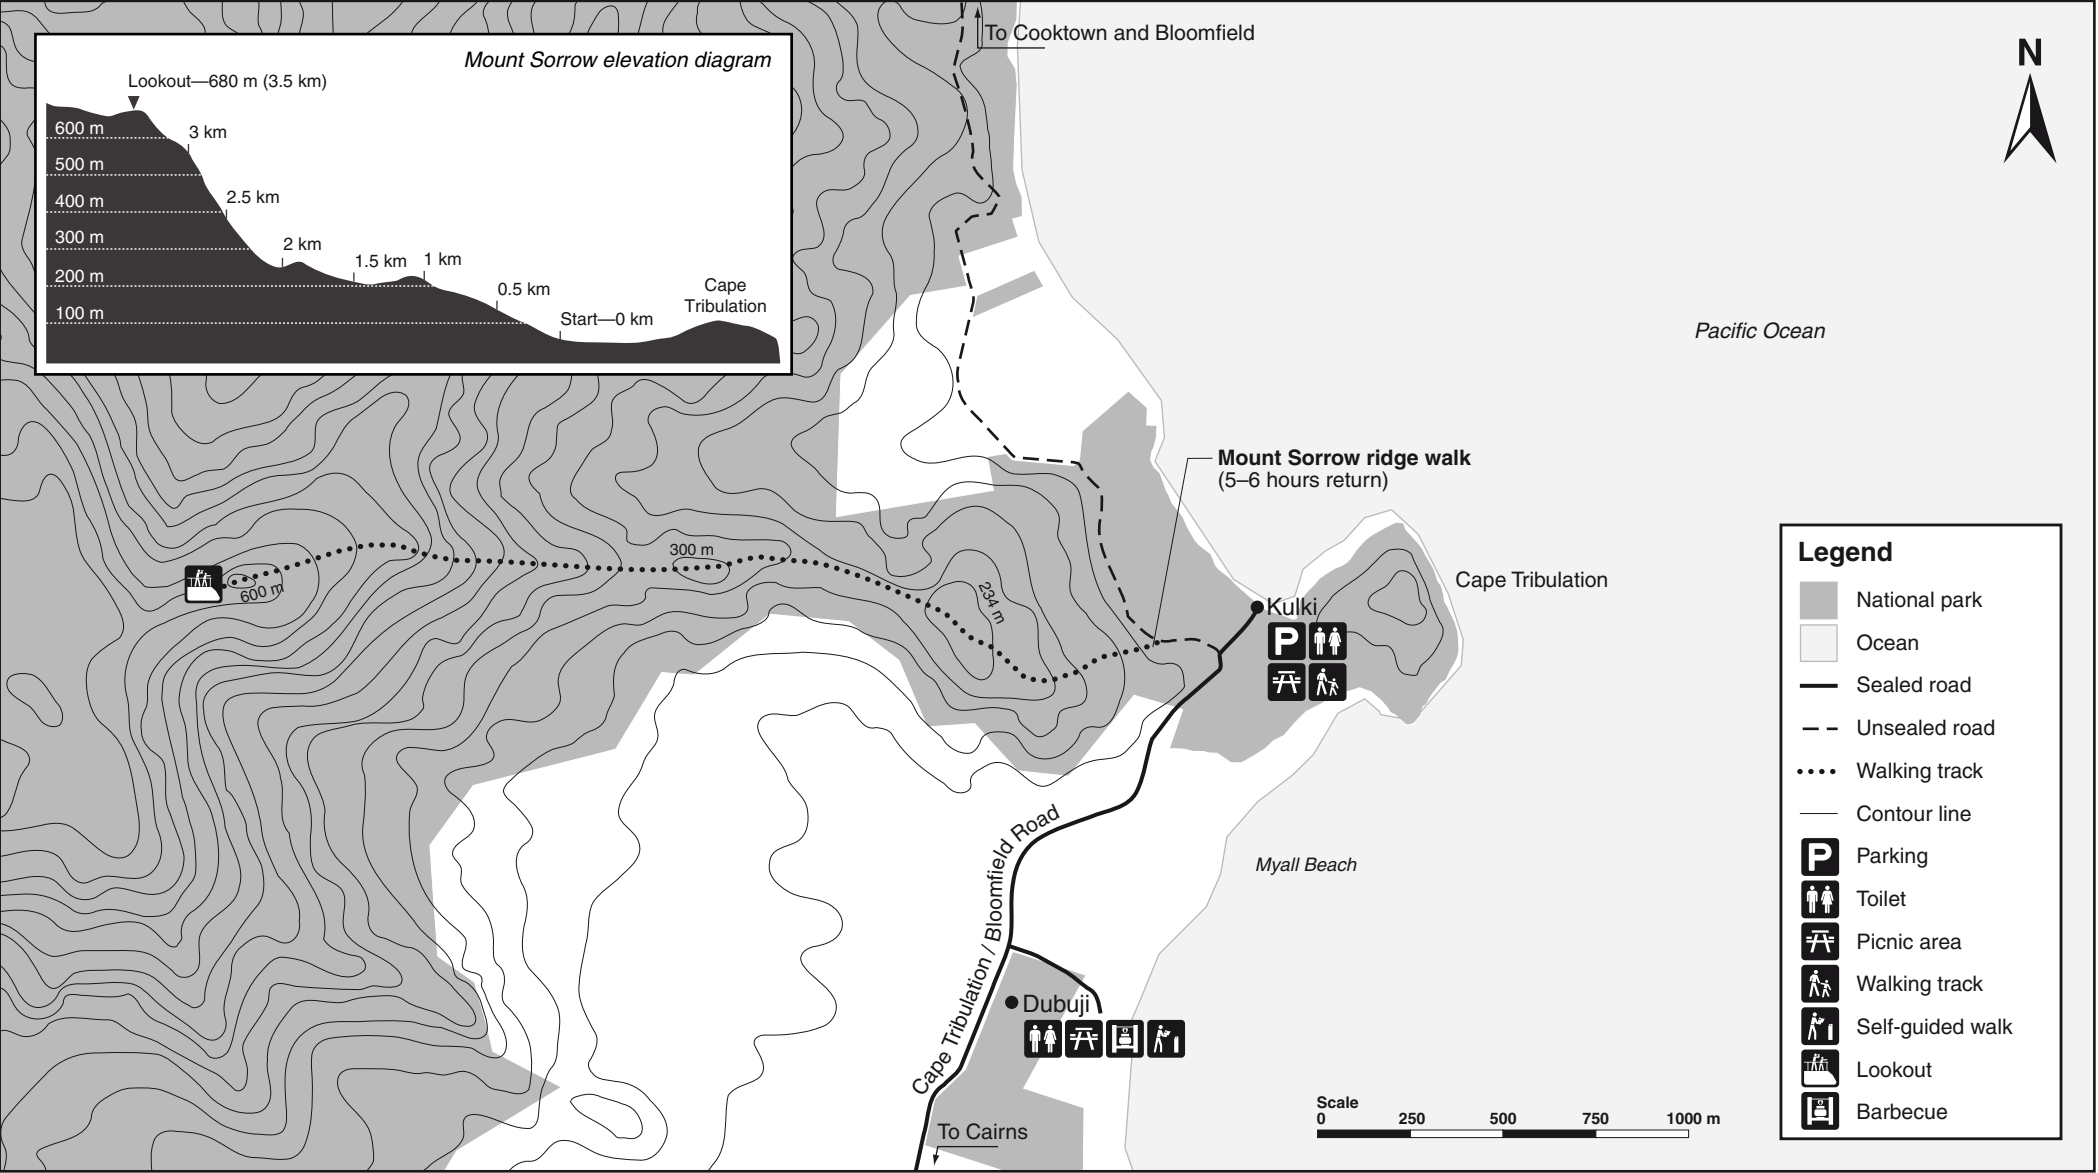 To Cooktown and Bloomfield
N
Mount Sorrow elevation diagram
Lookout—680 m (3.5 km)
600 m
3 km
500 m
400 m
2.5 km
300 m
2 km
1.5 km
1 km
200 m
0.5 km
Cape
Tribulation
100 m
Start—0 km
Pacific Ocean
Mount Sorrow ridge walk
(5–6 hours return)
300 m
600 m
234 m
Kulki
P
Cape Tribulation
Cape Tribulation / Bloomfield Road
Myall Beach
Dubuji
To Cairns
Scale
0 250 500 750 1000 m
Legend
National park
Ocean
Sealed road
Unsealed road
Walking track
Contour line
P Parking
Toilet
Picnic area
Walking track
Self-guided walk
Lookout
Barbecue